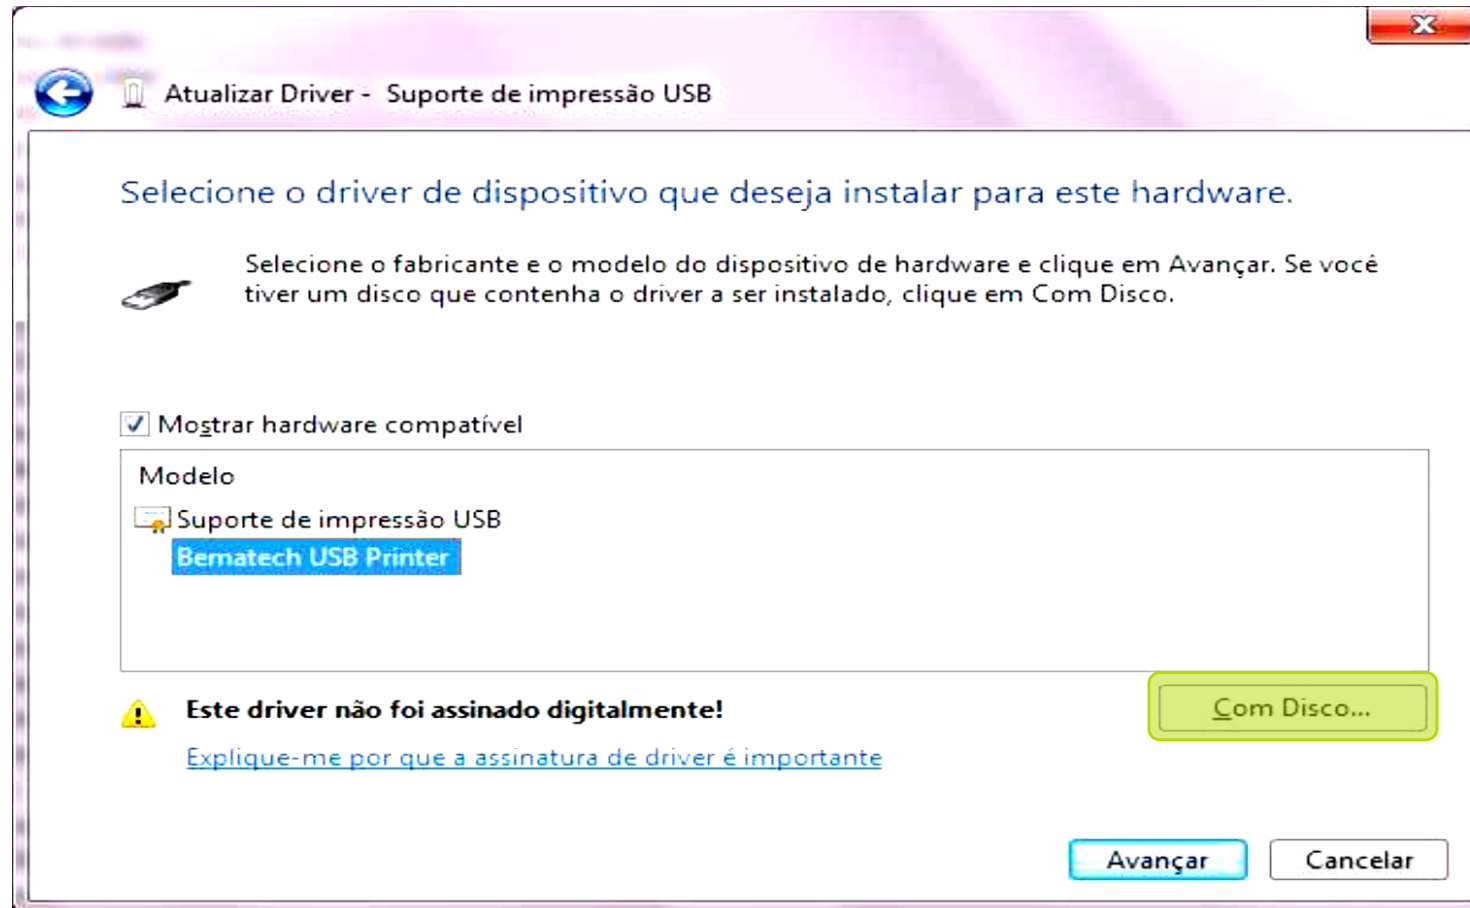 Atualizar Driver - Suporte de impressão USB
Selecione o driver de dispositivo que deseja instalar para este hardware.
Selecione o fabricante e o modelo do dispositivo de hardware e clique em Avançar. Se você
tiver um disco que contenha o driver a ser instalado, clique em Com Disco.
Mostrar hardware compatível
Modelo
Suporte de impressão USB
Bematech USB Printer
Este driver não foi assinado digitalmente!
Com Disco...
Explique-me por que a assinatura de driver é importante
Avançar
Cancelar